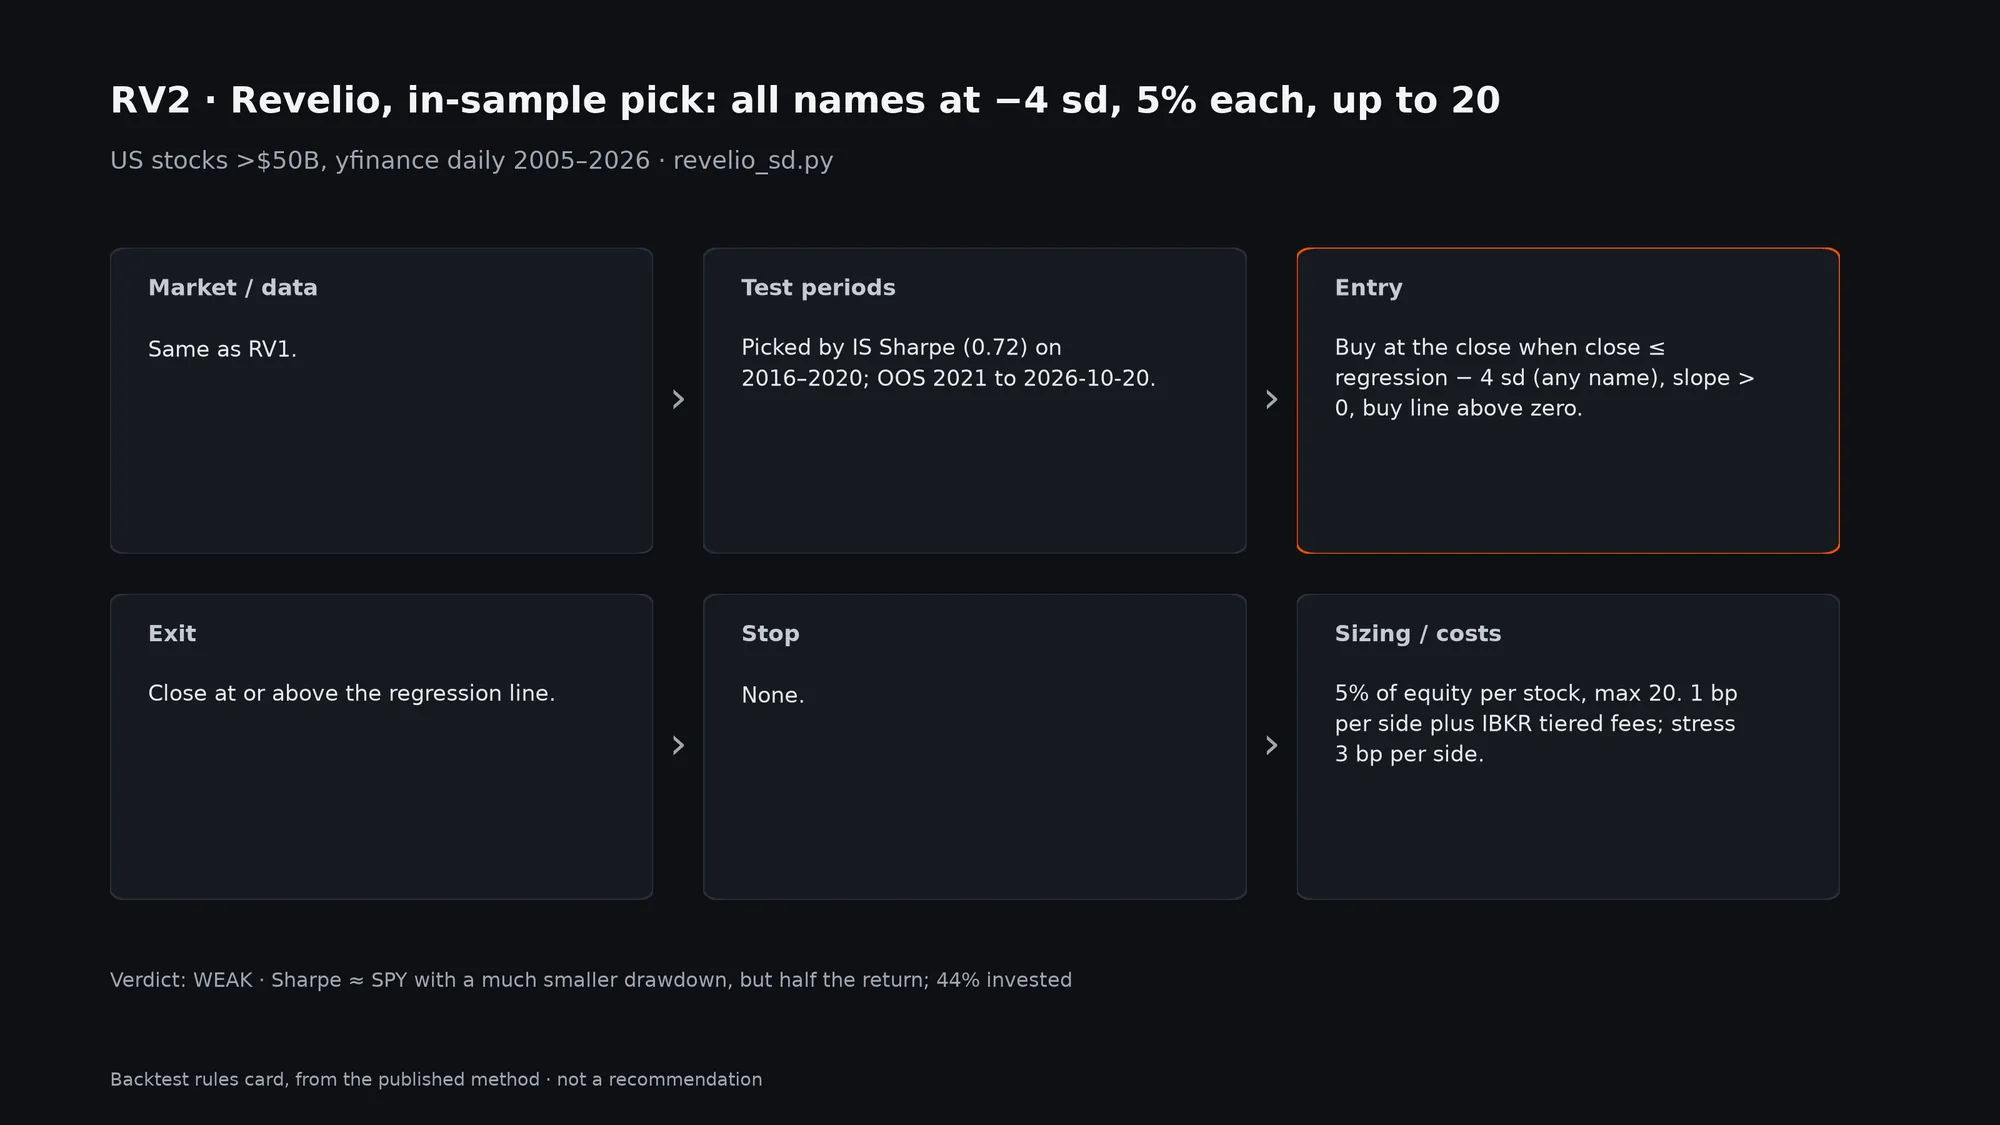 RV2 · Revelio, in-sample pick: all names at −4 sd, 5% each, up to 20
US stocks >$50B, yfinance daily 2005–2026 · revelio_sd.py
Market / data
Same as RV1.
›
Test periods
Picked by IS Sharpe (0.72) on
2016–2020; OOS 2021 to 2026-10-20.
›
Entry
Buy at the close when close ≤
regression − 4 sd (any name), slope >
0, buy line above zero.
Exit
Close at or above the regression line.
›
Stop
None.
›
Sizing / costs
5% of equity per stock, max 20. 1 bp
per side plus IBKR tiered fees; stress
3 bp per side.
Verdict: WEAK · Sharpe ≈ SPY with a much smaller drawdown, but half the return; 44% invested
Backtest rules card, from the published method · not a recommendation